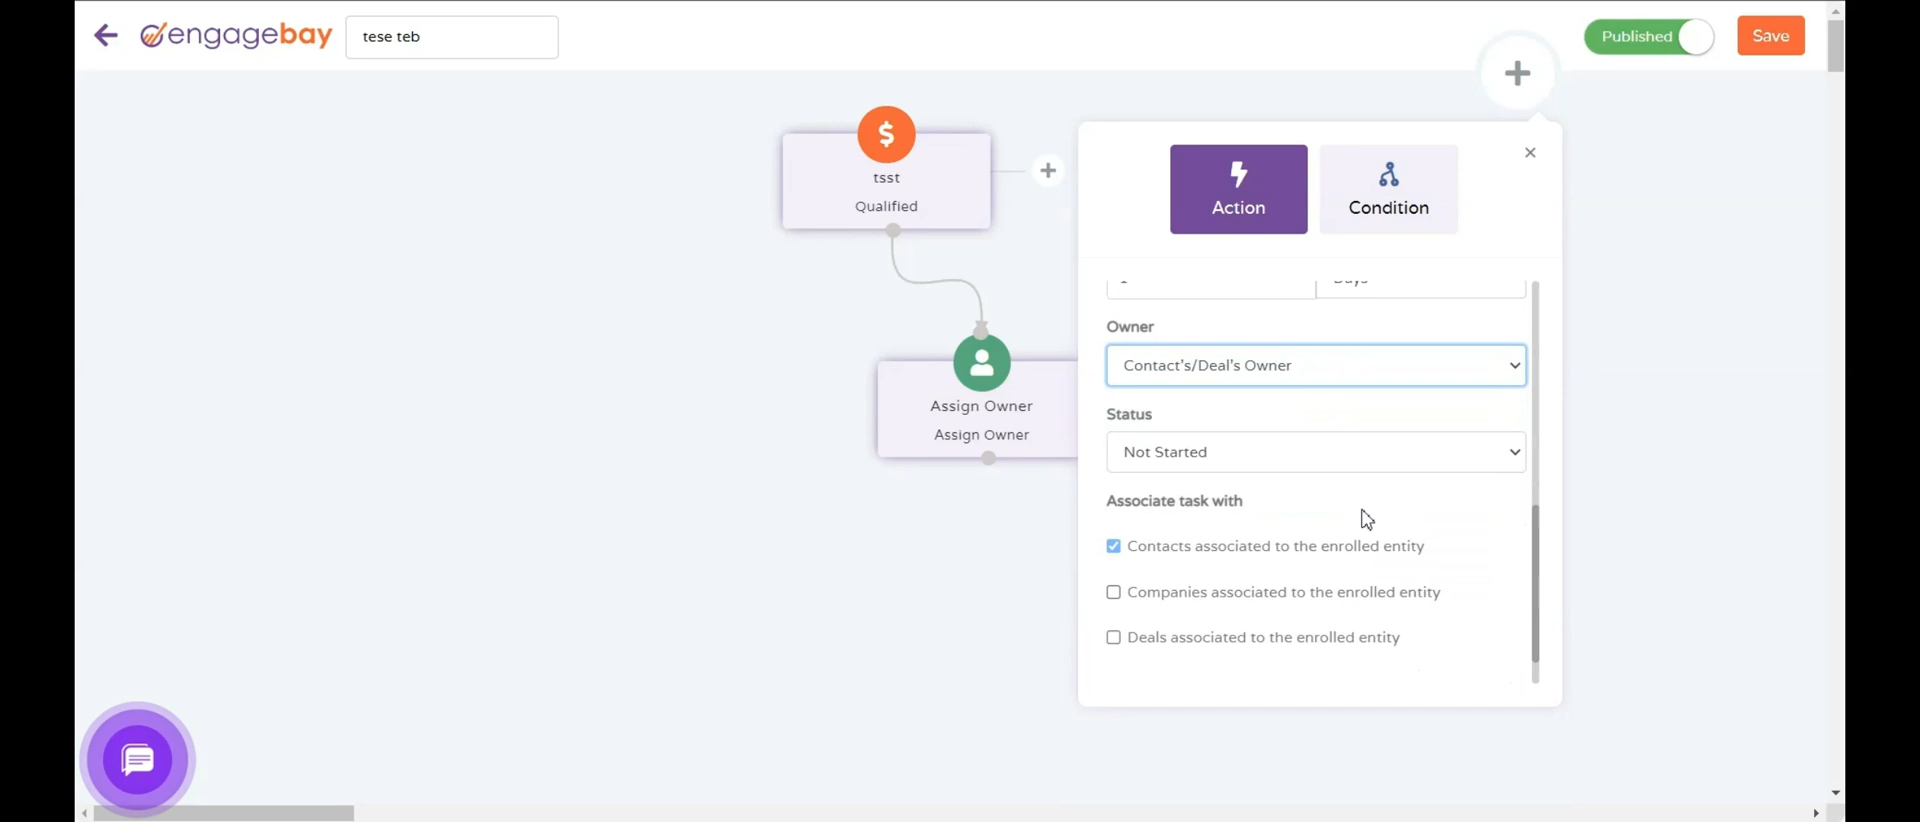 engagebay
tese teb
Published
Save
$
tsst
Qualified
Action
Condition
Days
Owner
Contact's/Deal's Owner
Status
Not Started
Assign Owner
Assign Owner
Associate task with
Contacts associated to the enrolled entity
Companies associated to the enrolled entity
Deals associated to the enrolled entity